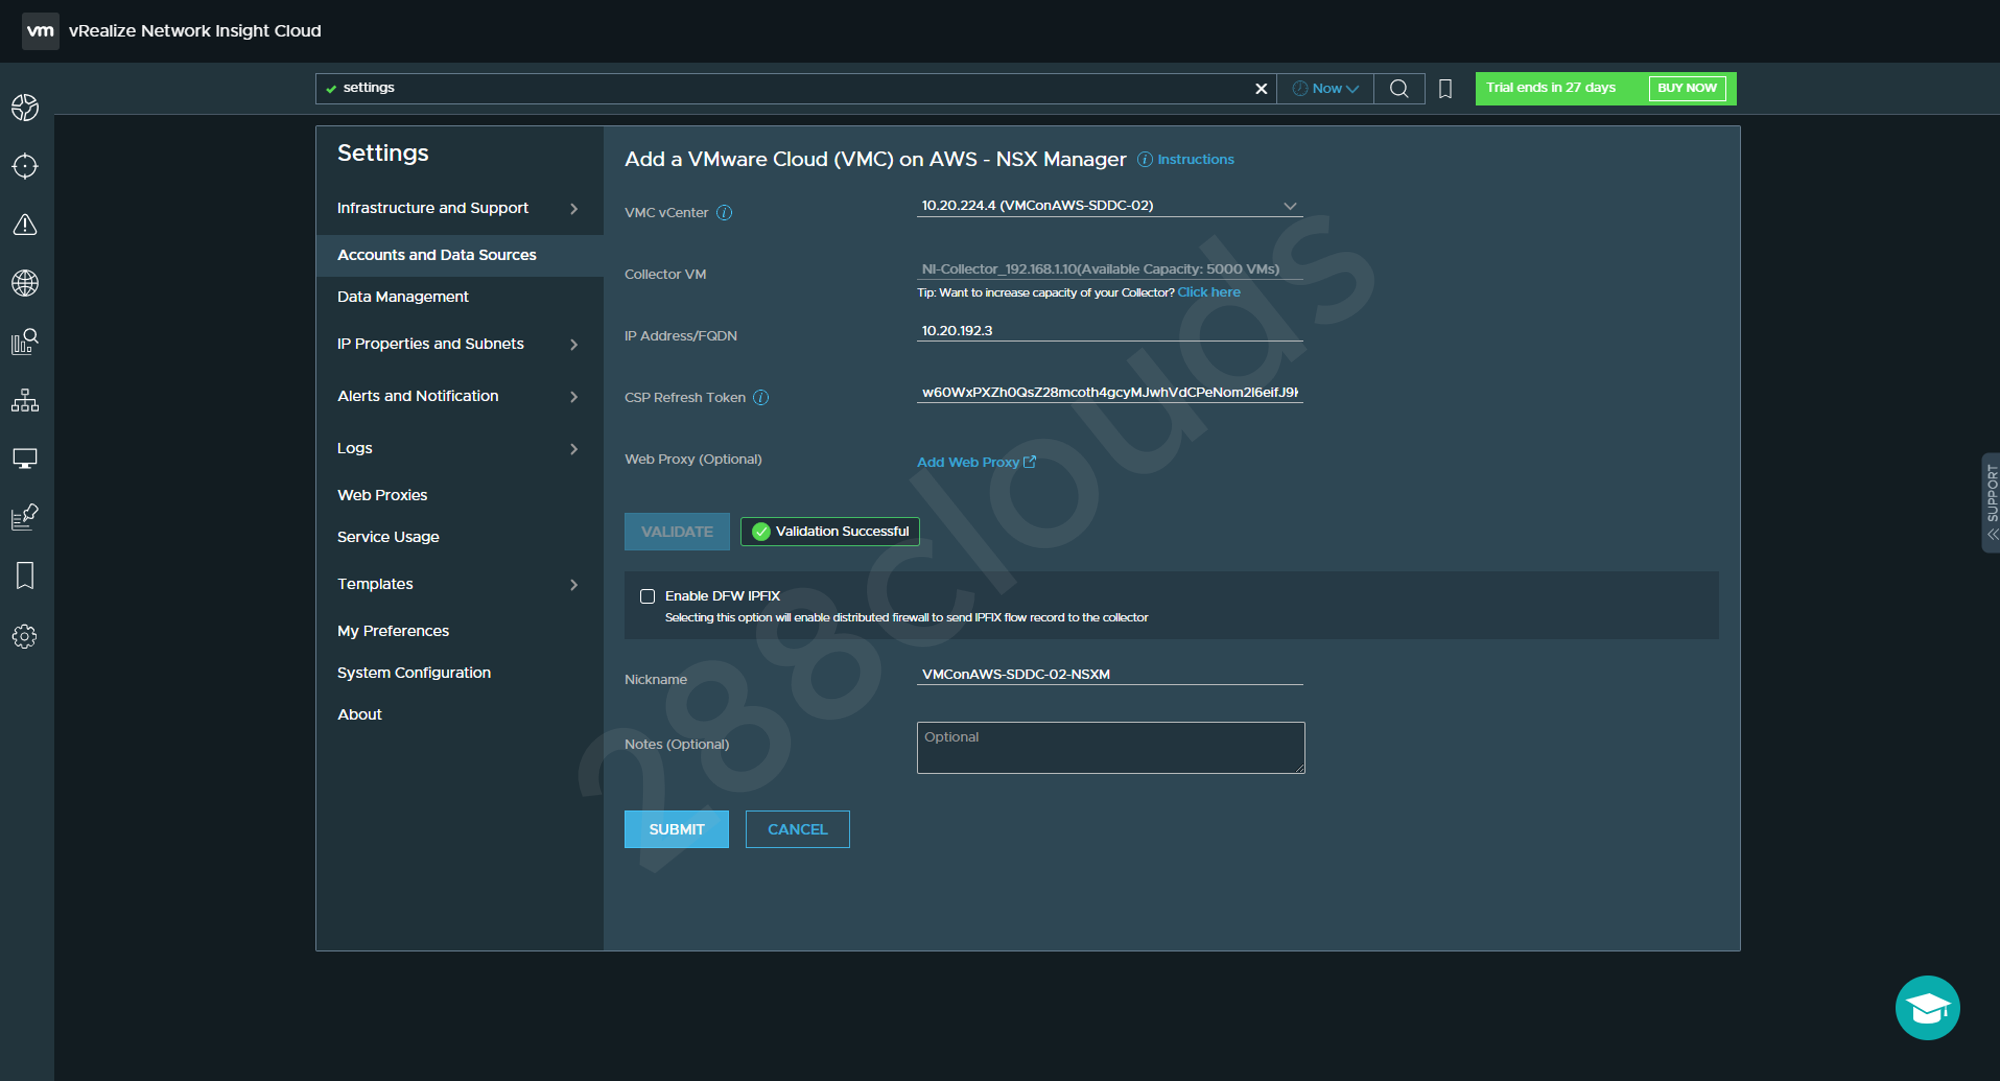 vm vRealize Network Insight Cloud
settings
Now
Trial ends in 27 days
BUY NOW
Settings
Infrastructure and Support
Accounts and Data Sources
Data Management
IP Properties and Subnets
Alerts and Notification
Logs
Web Proxies
Service Usage
Templates
My Preferences
System Configuration
About
Add a VMware Cloud (VMC) on AWS - NSX Manager
Instructions
VMC vCenter
10.20.224.4 (VMConAWS-SDDC-02)
Collector VM
NI-Collector_192.168.1.10(Available Capacity: 5000 VMs)
Tip: Want to increase capacity of your Collector? Click here
IP Address/FQDN
10.20.192.3
CSP Refresh Token
Web Proxy (Optional)
Add Web Proxy
VALIDATE
Validation Successful
Enable DFW IPFIX
Selecting this option will enable distributed firewall to send IPFIX flow record to the collector
Nickname
VMConAWS-SDDC-02-NSXM
Notes (Optional)
Optional
SUBMIT
CANCEL
SUPPORT
288clouds